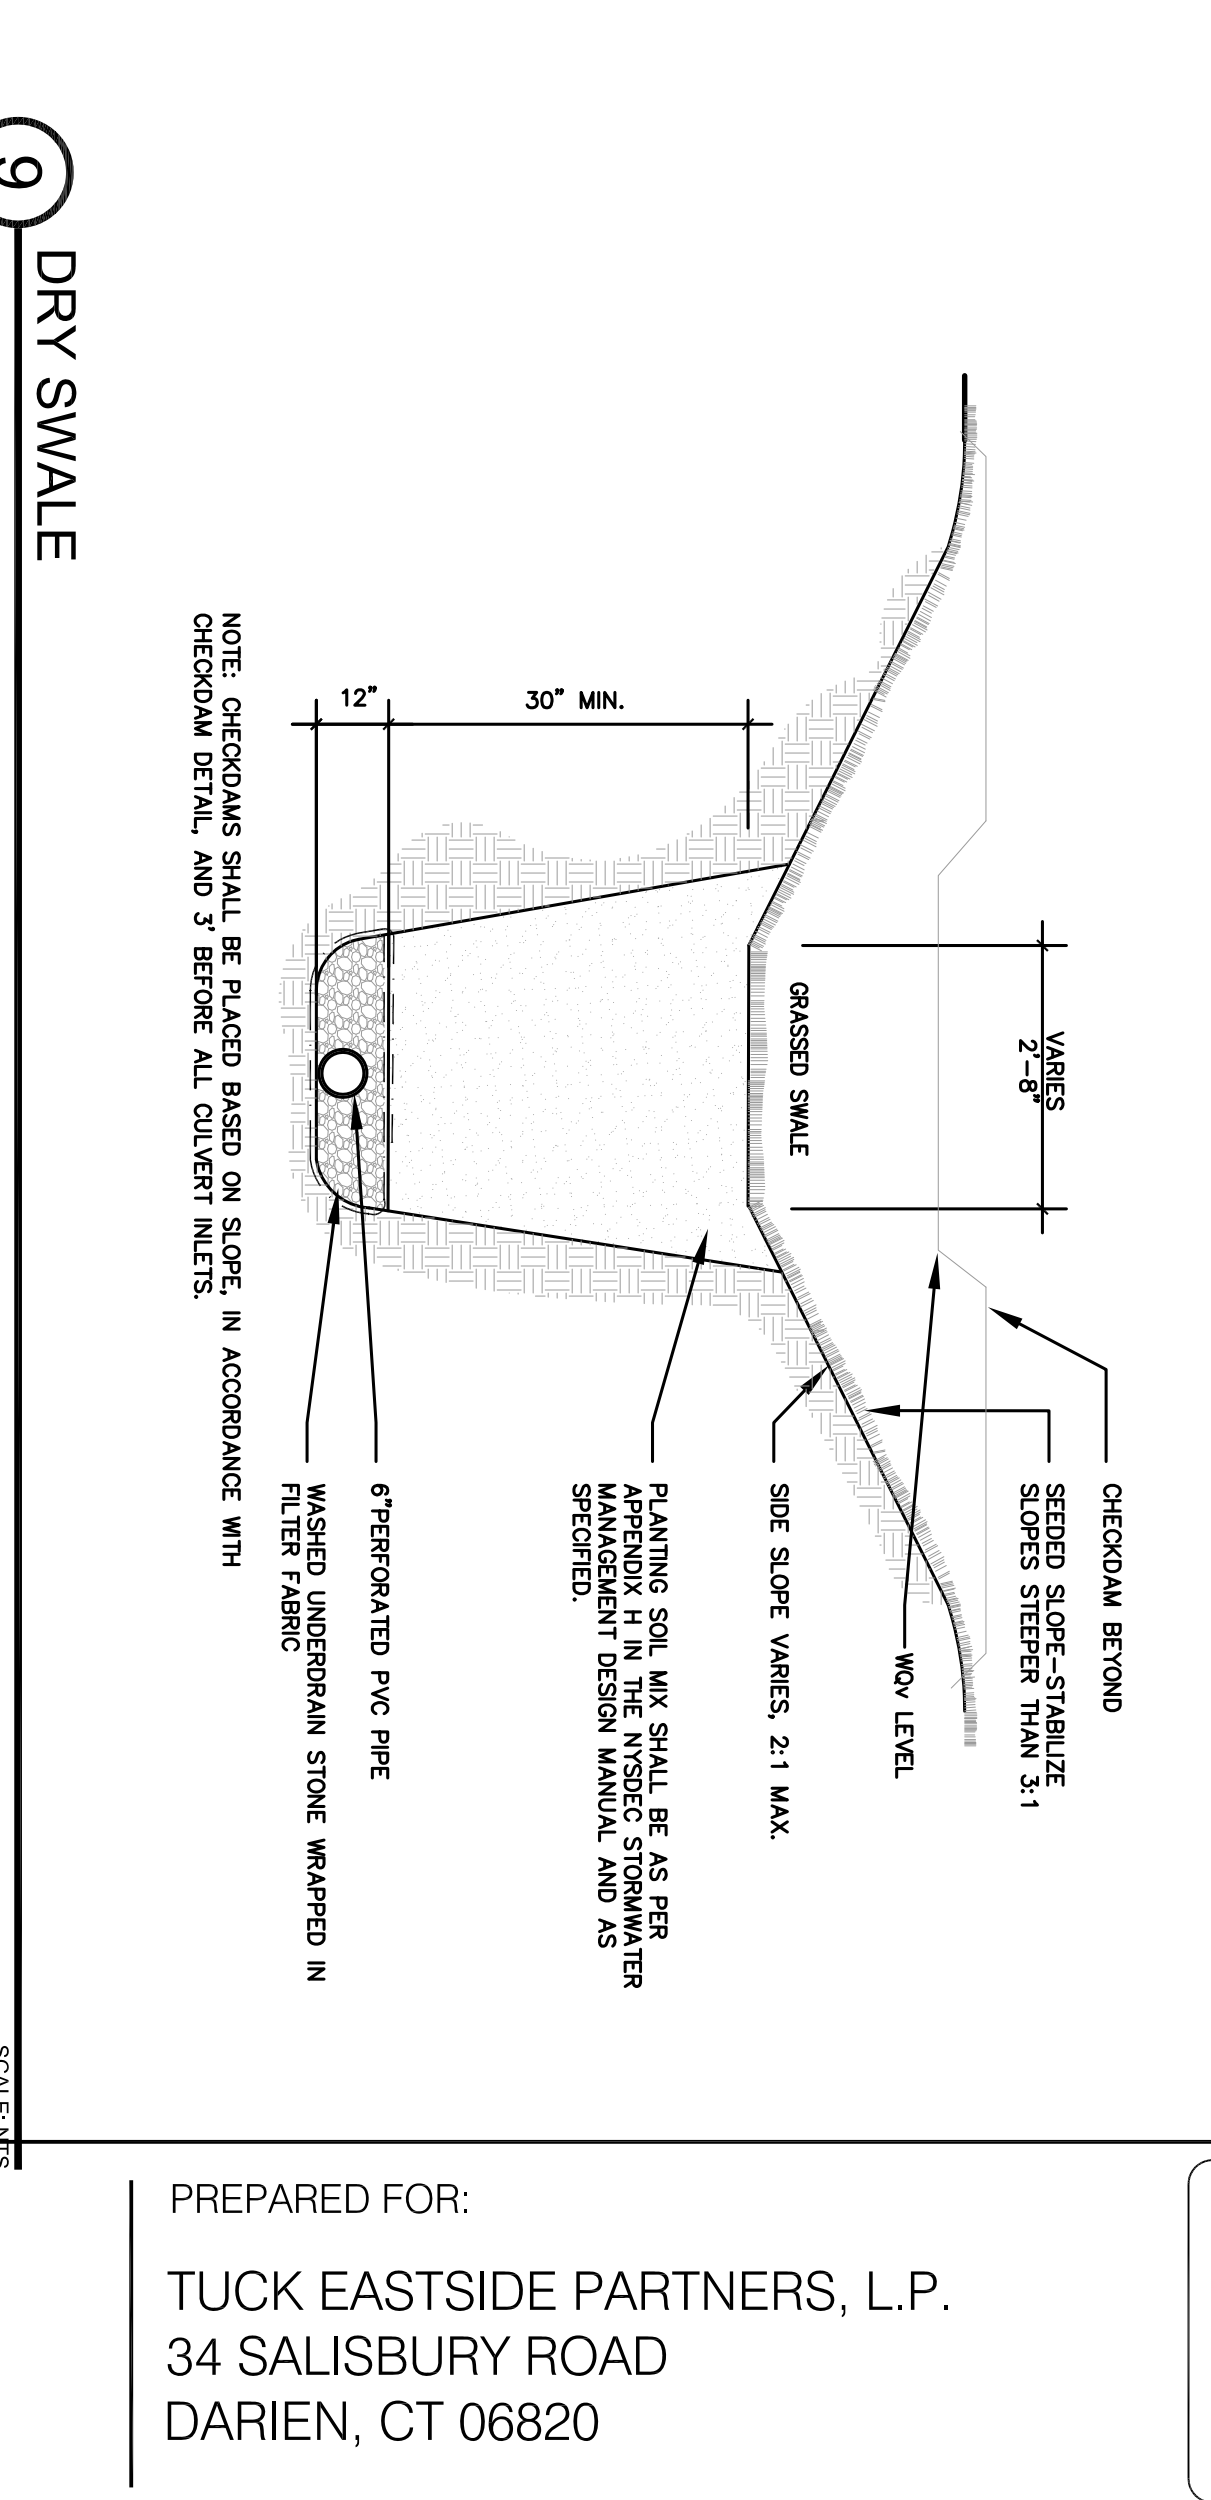 VARIES
2'-8"
GRASSED SWALE
30" MIN.
12"
CHECKDAM BEYOND
SEEDED SLOPE-STABILIZE
SLOPES STEEPER THAN 3:1
WQv LEVEL
SIDE SLOPE VARIES, 2:1 MAX.
PLANTING SOIL MIX SHALL BE AS PER
APPENDIX H IN THE NYSDEC STORMWATER
MANAGEMENT DESIGN MANUAL AND AS
SPECIFIED.
6"PERFORATED PVC PIPE
WASHED UNDERDRAIN STONE WRAPPED IN
FILTER FABRIC
NOTE: CHECKDAMS SHALL BE PLACED BASED ON SLOPE, IN ACCORDANCE WITH
CHECKDAM DETAIL, AND 3' BEFORE ALL CULVERT INLETS.
9
DRY SWALE
SCALE: NTS
PREPARED FOR:
TUCK EASTSIDE PARTNERS, L.P.
34 SALISBURY ROAD
DARIEN, CT 06820